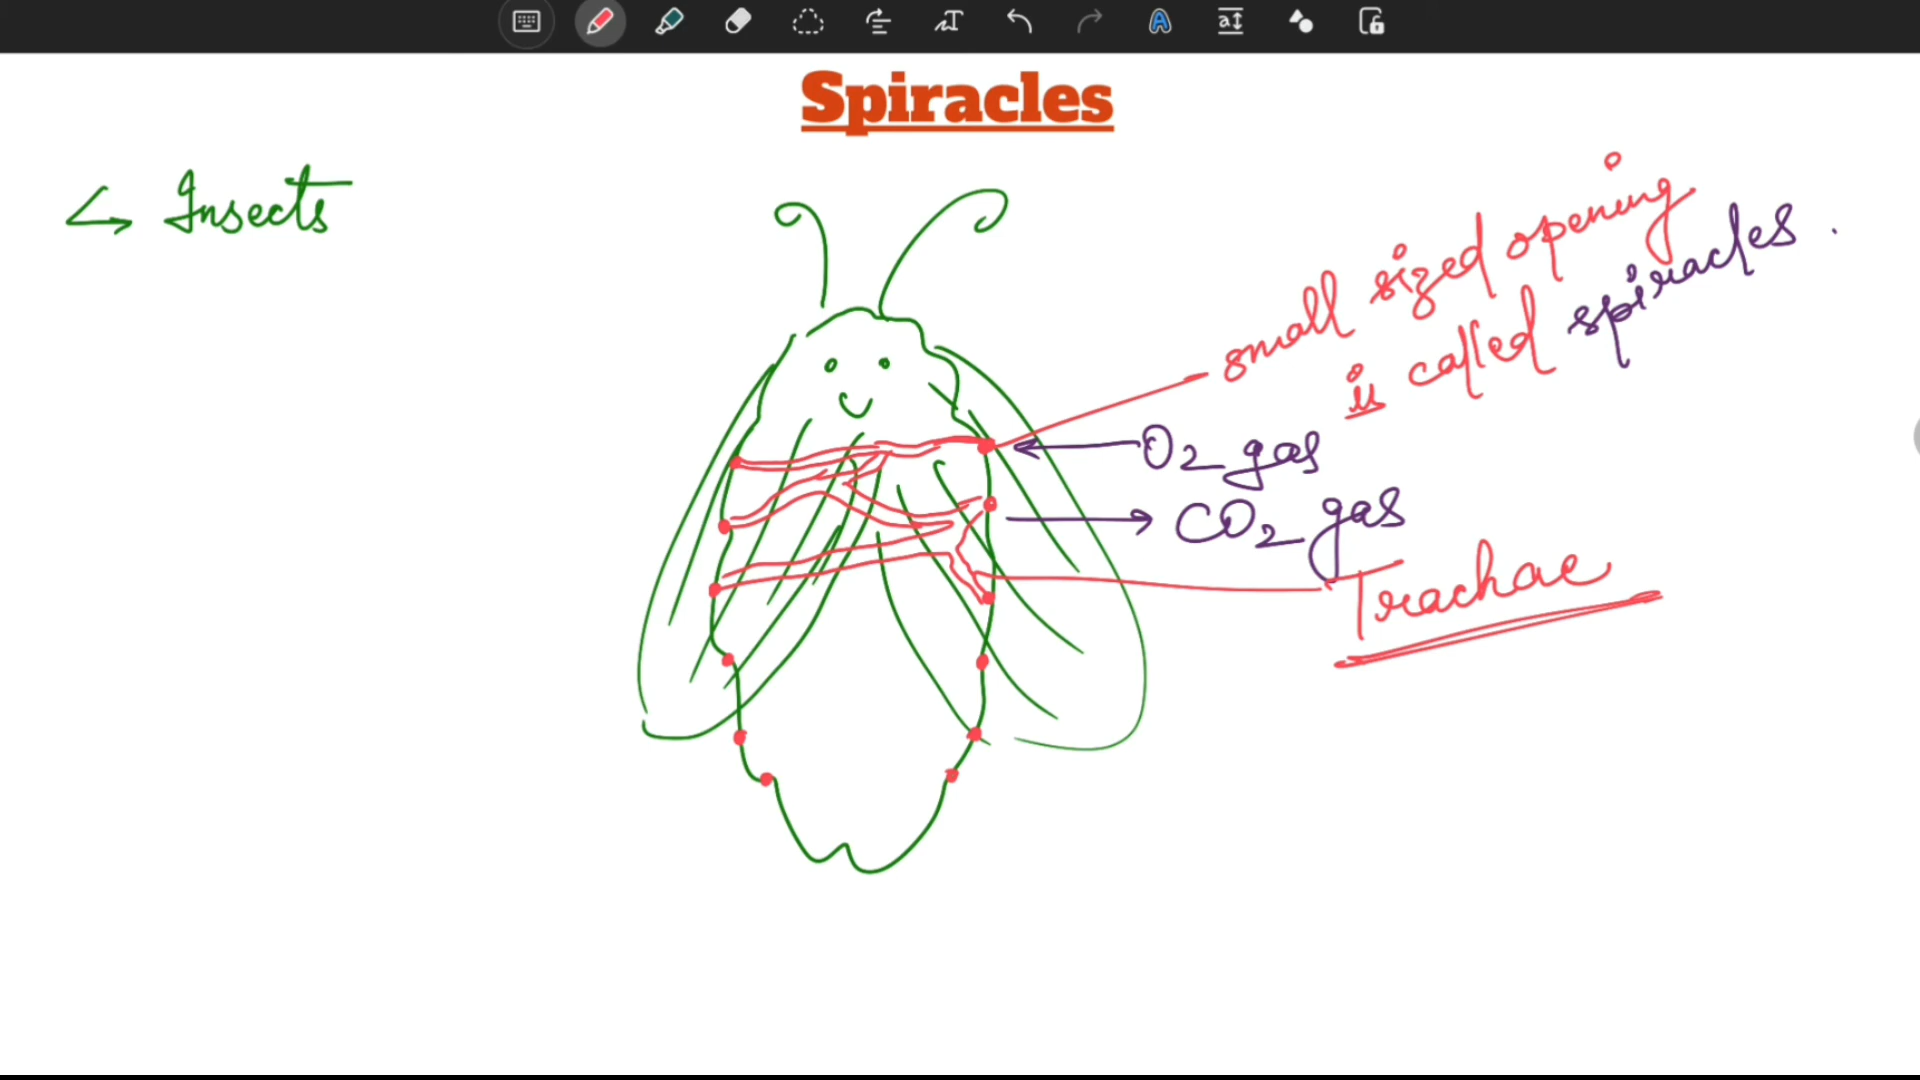 Spiracles
↳ Insects
small sized opening
is called spiracles.
O2 gas
CO2 gas
Trachae